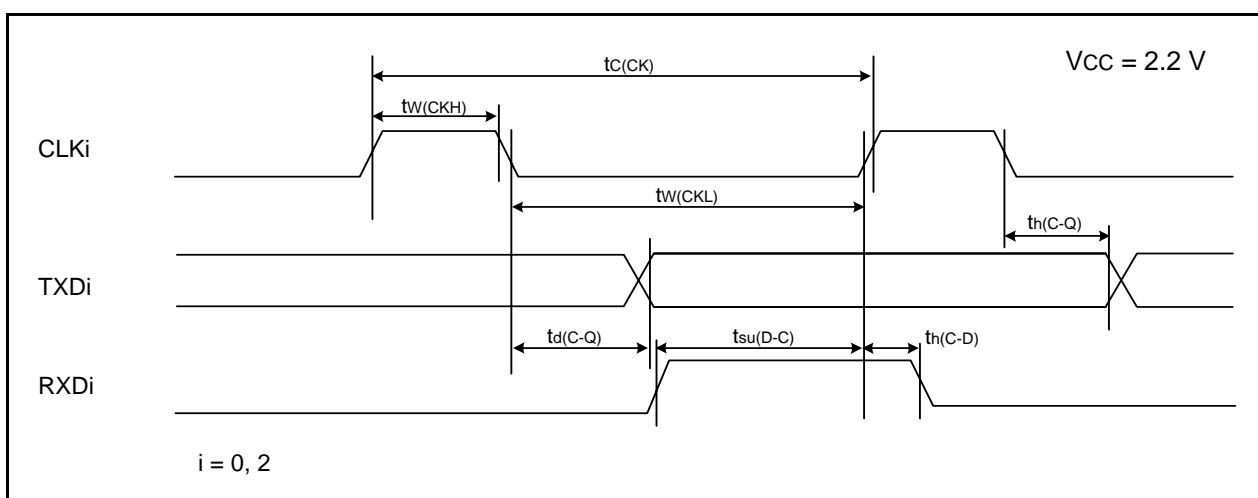 tC(CK)
VCC = 2.2 V
tW(CKH)
CLKi
tW(CKL)
th(C-Q)
TXDi
td(C-Q)
tsu(D-C)
th(C-D)
RXDi
i = 0, 2